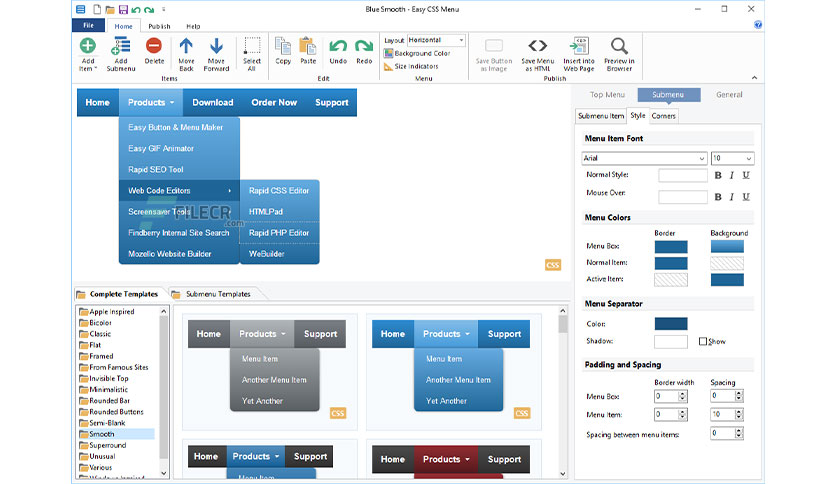 Blue Smooth - Easy CSS Menu
File Home Publish Help
Add Item
Add Submenu
Delete
Move Back
Move Forward
Select All
Items
Copy
Paste
Undo
Redo
Edit
Layout Horizontal
Background Color
Size Indicators
Menu
Save Button as Image
Save Menu as HTML
Insert into Web Page
Preview in Browser
Publish
Home Products Download Order Now Support
Easy Button & Menu Maker
Easy GIF Animator
Rapid SEO Tool
Web Code Editors
Screensaver Tools
Findberry Internal Site Search
Mozello Website Builder
Rapid CSS Editor
HTMLPad
Rapid PHP Editor
WeBuilder
FILECR
.com
CSS
Top Menu Submenu General
Submenu Item Style Corners
Menu Item Font
Arial 10
Normal Style: B I U
Mouse Over: B I U
Menu Colors
Border Background
Menu Box:
Normal Item:
Active Item:
Menu Separator
Color:
Shadow: Show
Padding and Spacing
Border width Spacing
Menu Box: 0 0
Menu Item: 0 10
Spacing between menu items: 0
Complete Templates Submenu Templates
Apple Inspired
Bicolor
Classic
Flat
Framed
From Famous Sites
Invisible Top
Minimalistic
Rounded Bar
Rounded Buttons
Semi-Blank
Smooth
Superround
Unusual
Various
Windows Inspired
Home Products Support
Menu Item
Another Menu Item
Yet Another
CSS
Home Products Support
Menu Item
Another Menu Item
Yet Another
CSS
Home Products Support
Menu Item
Home Products Support